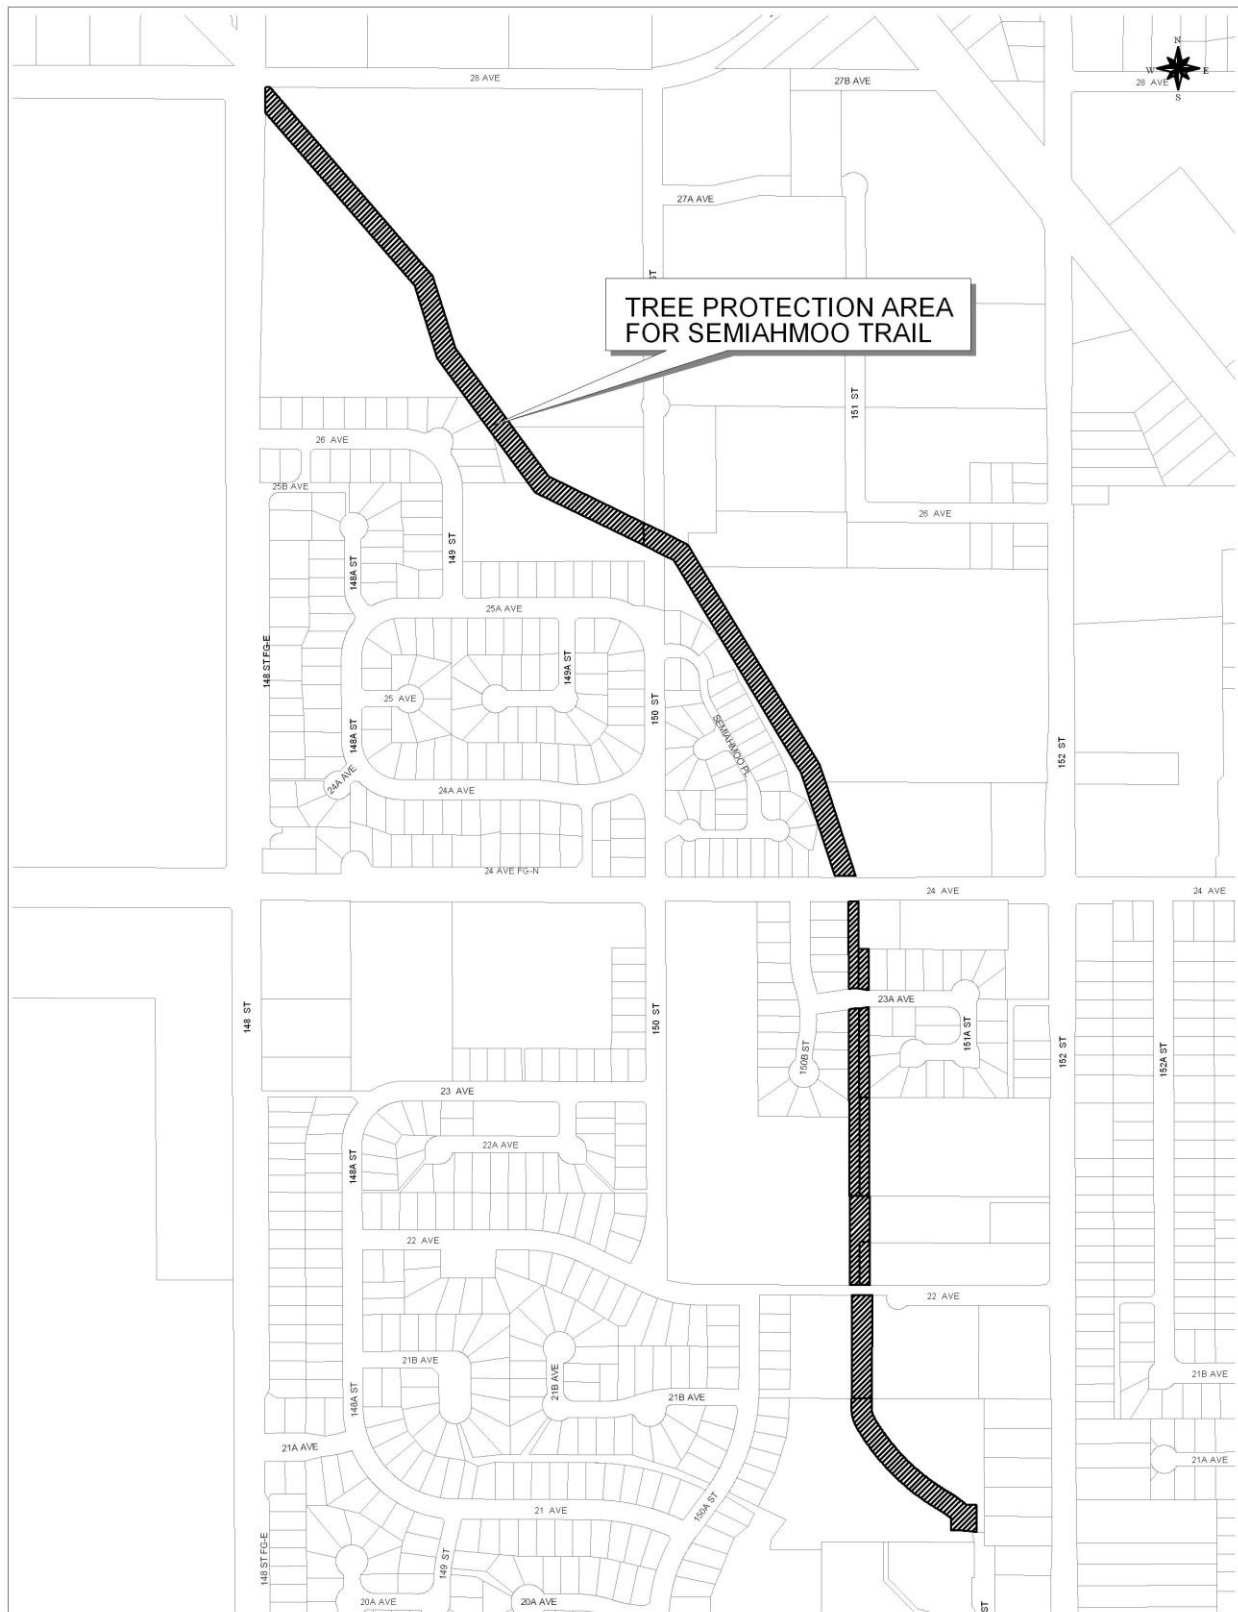 N
28 AVE
27B AVE
W
E
28 AVE
S
27A AVE
ST
TREE PROTECTION AREA
FOR SEMIAHMOO TRAIL
151 ST
26 AVE
25B AVE
26 AVE
149 ST
148A ST
25A AVE
148 ST FG-E
149A ST
25 AVE
150 ST
SEMIAHMOO PL
148A ST
152 ST
24A AVE
24A AVE
24 AVE FG-N
24 AVE
24 AVE
23A AVE
148 ST
150 ST
151A ST
150B ST
152 ST
152A ST
23 AVE
22A AVE
148A ST
22 AVE
22 AVE
21B AVE
21B AVE
21B AVE
21B AVE
148A ST
21A AVE
21A AVE
21 AVE
150A ST
148 ST FG-E
149 ST
20A AVE
20A AVE
ST